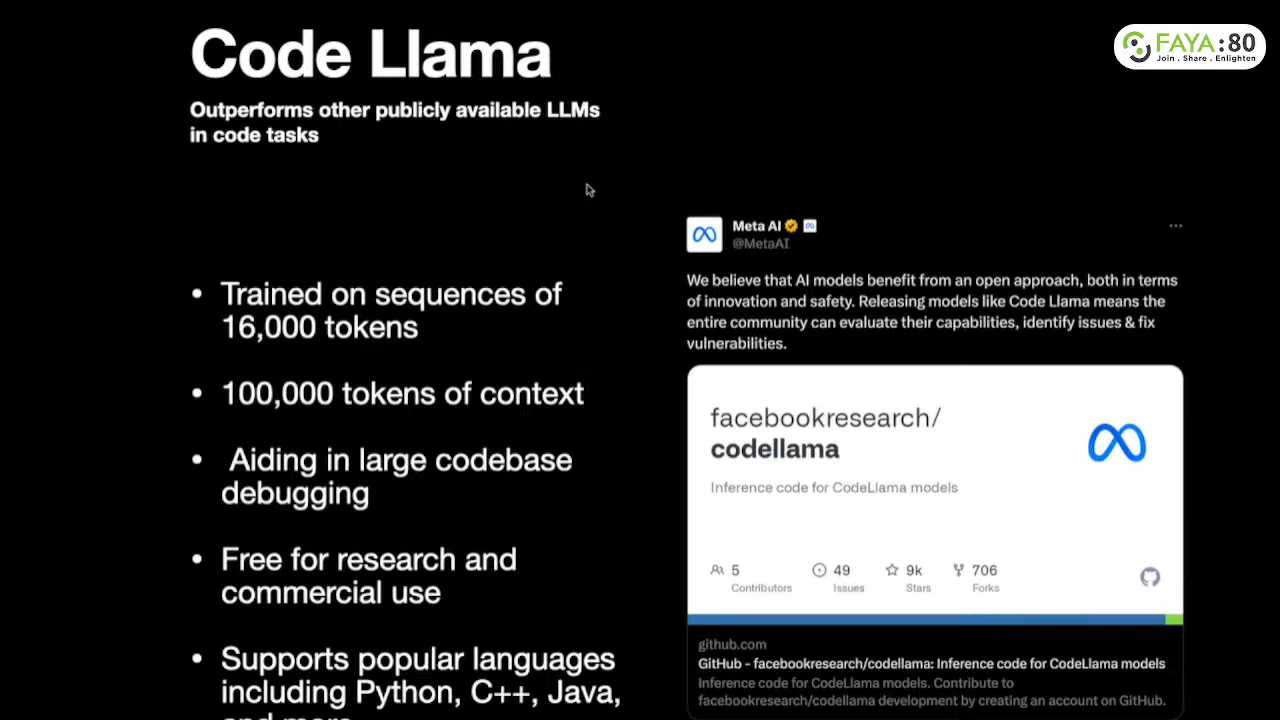 Code Llama
Outperforms other publicly available LLMs
in code tasks
FAYA:80
Join . Share . Enlighten
• Trained on sequences of
16,000 tokens
• 100,000 tokens of context
• Aiding in large codebase
debugging
• Free for research and
commercial use
• Supports popular languages
including Python, C++, Java,
and more
Meta AI
@MetaAI
We believe that AI models benefit from an open approach, both in terms
of innovation and safety. Releasing models like Code Llama means the
entire community can evaluate their capabilities, identify issues & fix
vulnerabilities.
facebookresearch/
codellama
Inference code for CodeLlama models
5
Contributors
49
Issues
9k
Stars
706
Forks
github.com
GitHub - facebookresearch/codellama: Inference code for CodeLlama models
Inference code for CodeLlama models. Contribute to
facebookresearch/codellama development by creating an account on GitHub.